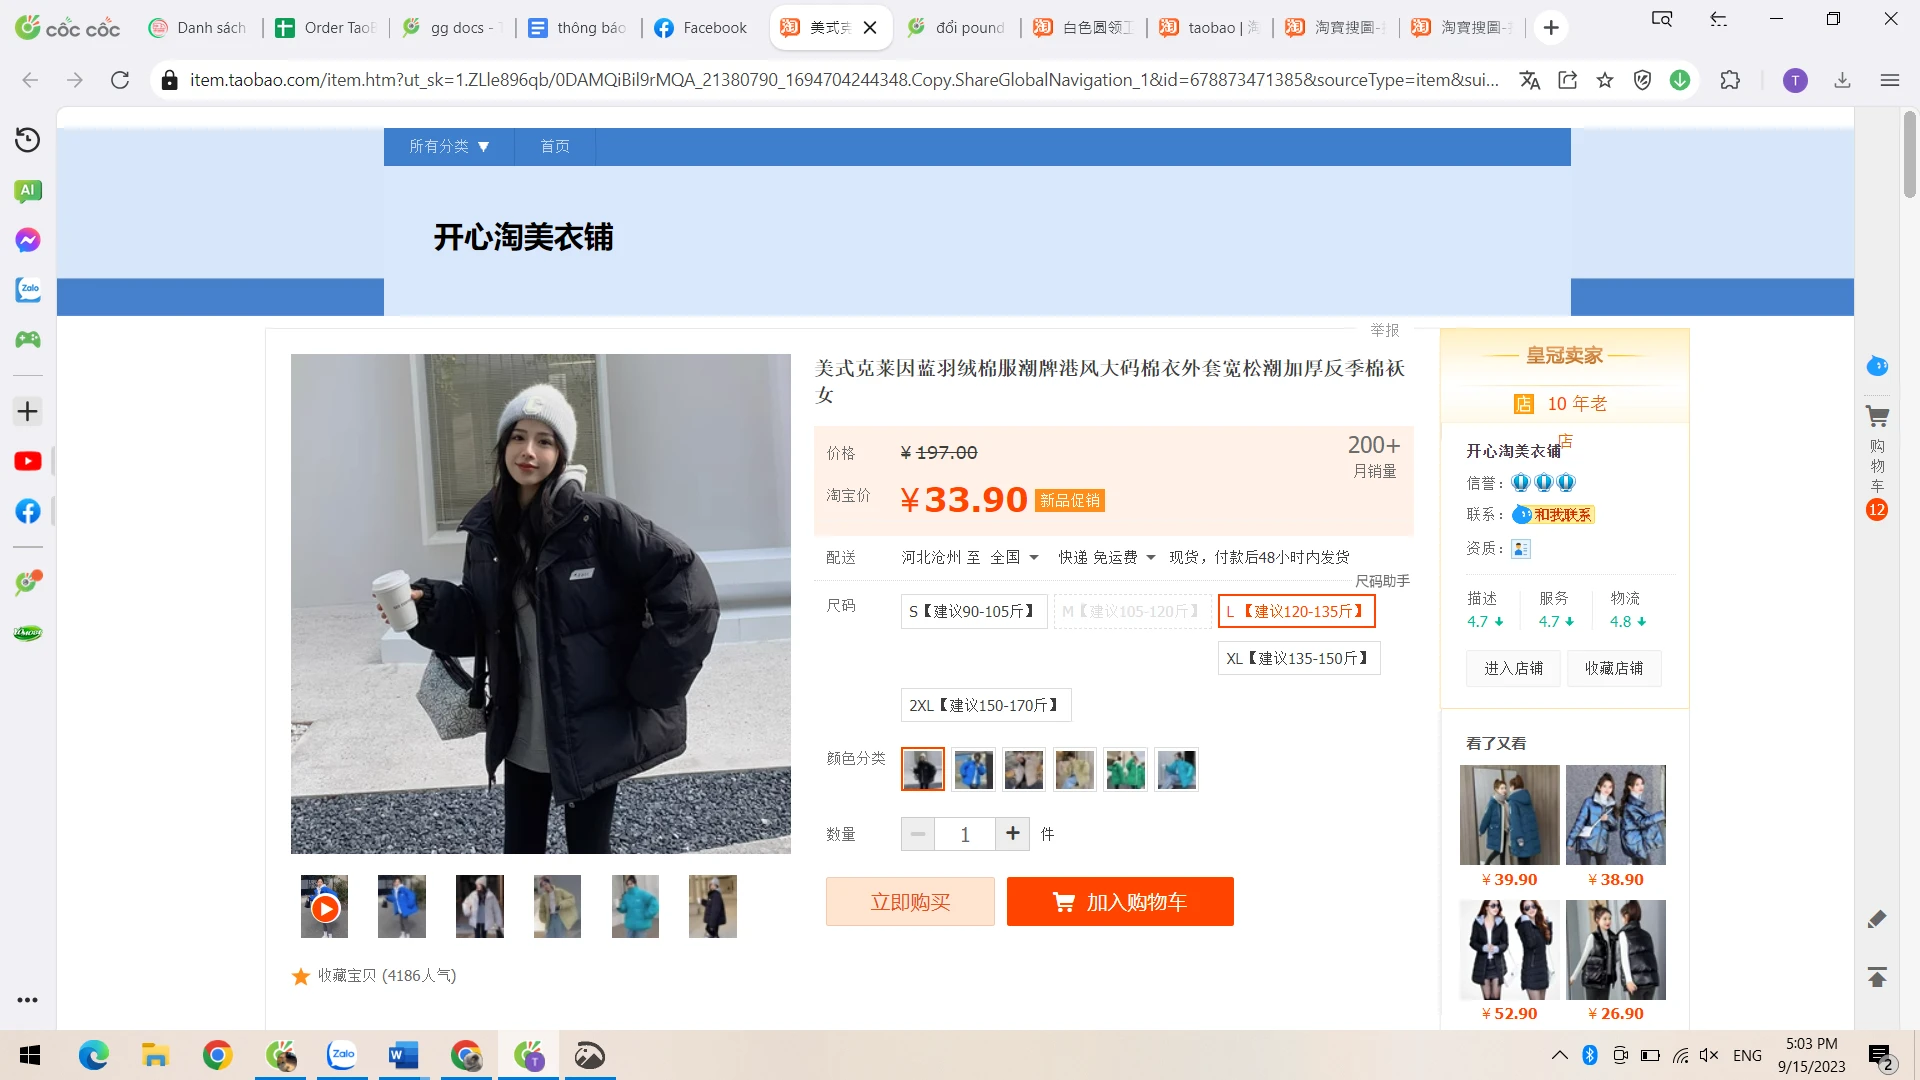 cốc cốc
Danh sách
Order TaoB
gg docs -
thông báo
Facebook
美式克
đổi pound
白色圆领工
taobao | 淘
淘寶搜圖-
淘寶搜圖-
item.taobao.com/item.htm?ut_sk=1.ZLle896qb/0DAMQiBil9rMQA_21380790_1694704244348.Copy.ShareGlobalNavigation_1&id=678873471385&sourceType=item&sui...
T
AI
Zalo
所有分类 ▼
首页
开心淘美衣铺
举报
美式克莱因蓝羽绒棉服潮牌港风大码棉衣外套宽松潮加厚反季棉袄
女
价格
¥ 197.00
200+
月销量
淘宝价
¥33.90
新品促销
配送
河北沧州 至 全国
快递 免运费
现货，付款后48小时内发货
尺码助手
尺码
S【建议90-105斤】
M【建议105-120斤】
L 【建议120-135斤】
XL【建议135-150斤】
2XL【建议150-170斤】
颜色分类
数量
1
件
立即购买
加入购物车
收藏宝贝 (4186人气)
皇冠卖家
店 10 年老
店
开心淘美衣铺
信誉：
联系：
和我联系
资质：
描述
服务
物流
4.7
4.7
4.8
进入店铺
收藏店铺
看了又看
¥ 39.90
¥ 38.90
¥ 52.90
¥ 26.90
购
物
车
12
Zalo
W
T
ENG
5:03 PM
9/15/2023
2